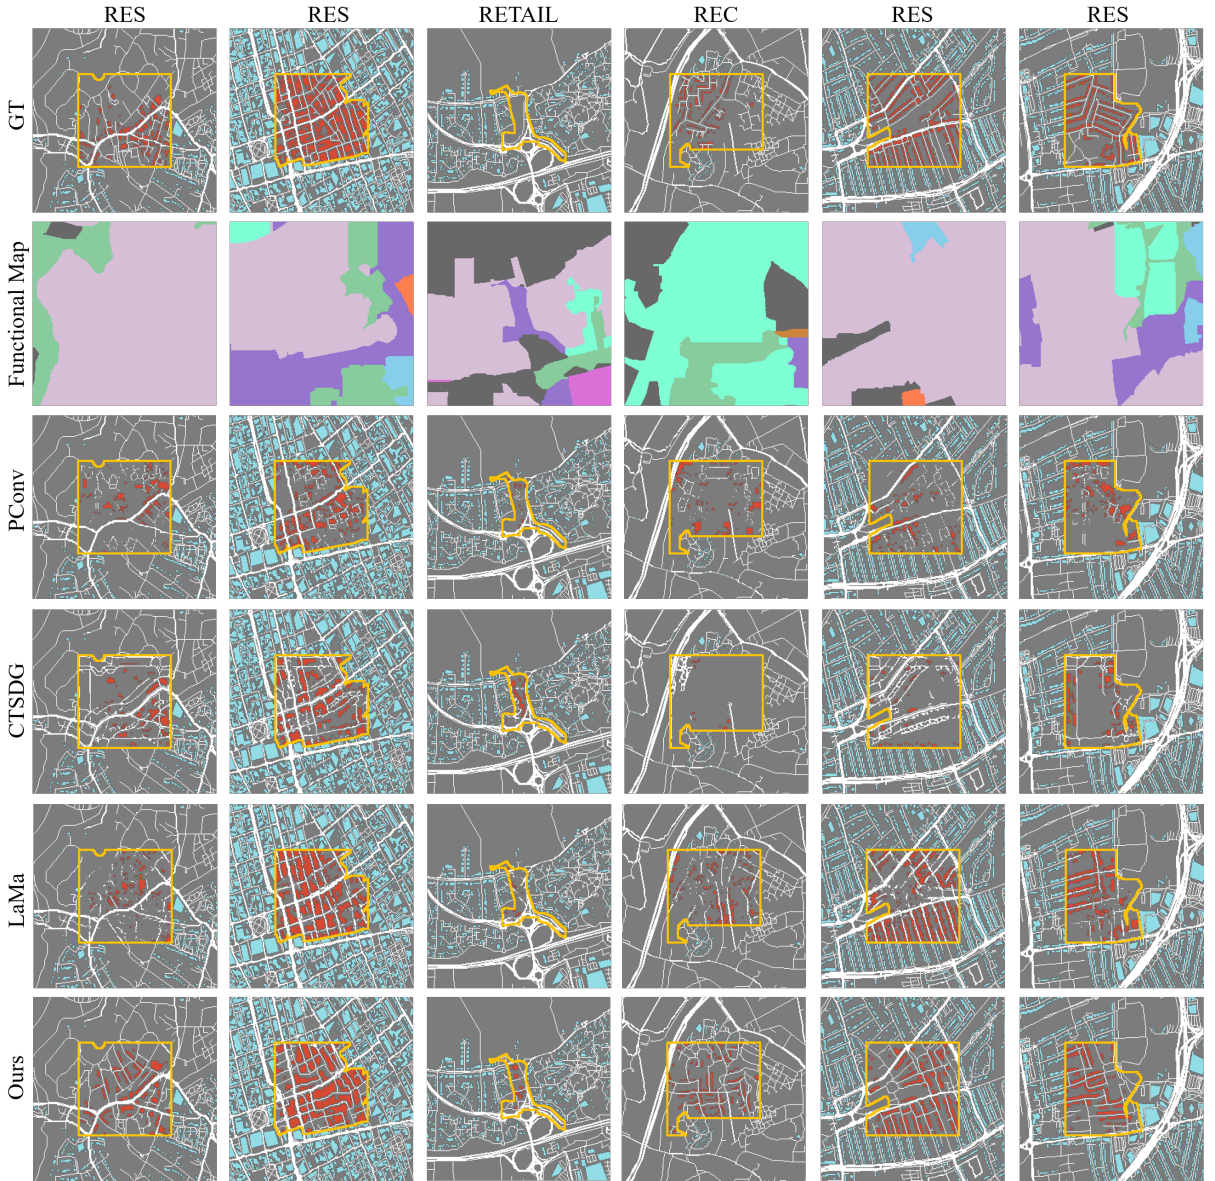 RES RES RETAIL REC RES RES
GT
Functional Map
PConv
CTSDG
LaMa
Ours